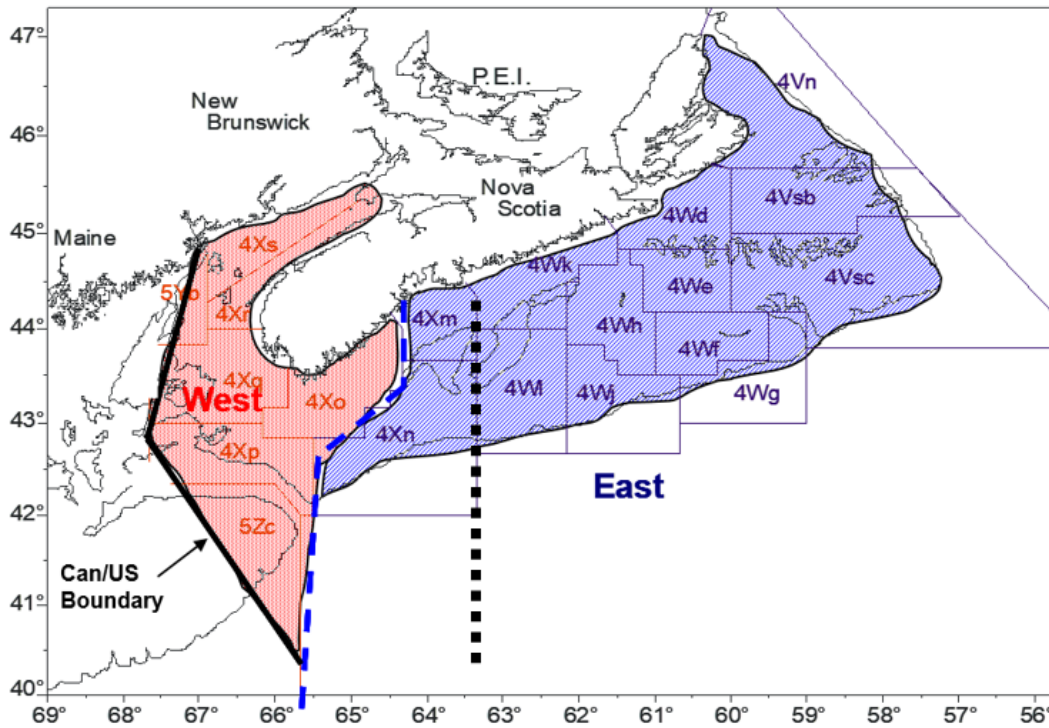 47°
46°
45°
44°
43°
42°
41°
40°
P.E.I.
New
Brunswick
Nova
Scotia
Maine
4Vn
4Vsb
4Wd
4Xs
4Wk
4We
4Vsc
5Yb
4Xr
4Xm
4Wh
4Wf
4Xq
West
4Xo
4Wl
4Wj
4Wg
4Xn
4Xp
East
5Zc
Can/US
Boundary
69° 68° 67° 66° 65° 64° 63° 62° 61° 60° 59° 58° 57° 56°